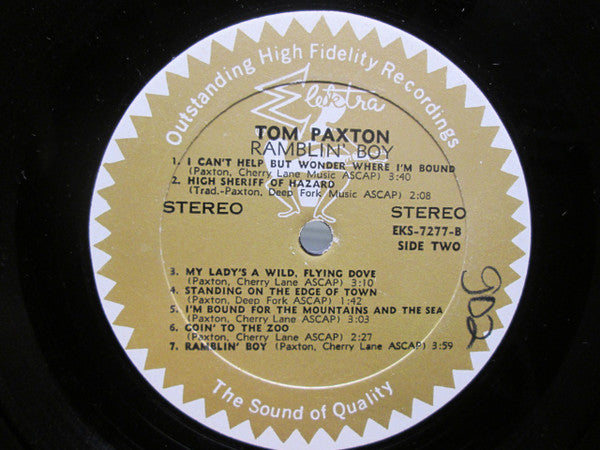 Outstanding High Fidelity Recordings
Elektra
TOM PAXTON
RAMBLIN' BOY
1. I CAN'T HELP BUT WONDER WHERE I'M BOUND
(Paxton, Cherry Lane Music ASCAP) 3:40
2. HIGH SHERIFF OF HAZARD
(Trad.-Paxton, Deep Fork Music ASCAP) 2:08
STEREO STEREO
EKS-7277-B
SIDE TWO
3. MY LADY'S A WILD, FLYING DOVE
(Paxton, Cherry Lane ASCAP) 3:10
4. STANDING ON THE EDGE OF TOWN
(Paxton, Deep Fork ASCAP) 1:42
5. I'M BOUND FOR THE MOUNTAINS AND THE SEA
(Paxton, Cherry Lane ASCAP) 3:03
6. GOIN' TO THE ZOO
(Paxton, Cherry Lane ASCAP) 2:27
7. RAMBLIN' BOY (Paxton, Cherry Lane ASCAP) 3:59
902
The Sound of Quality